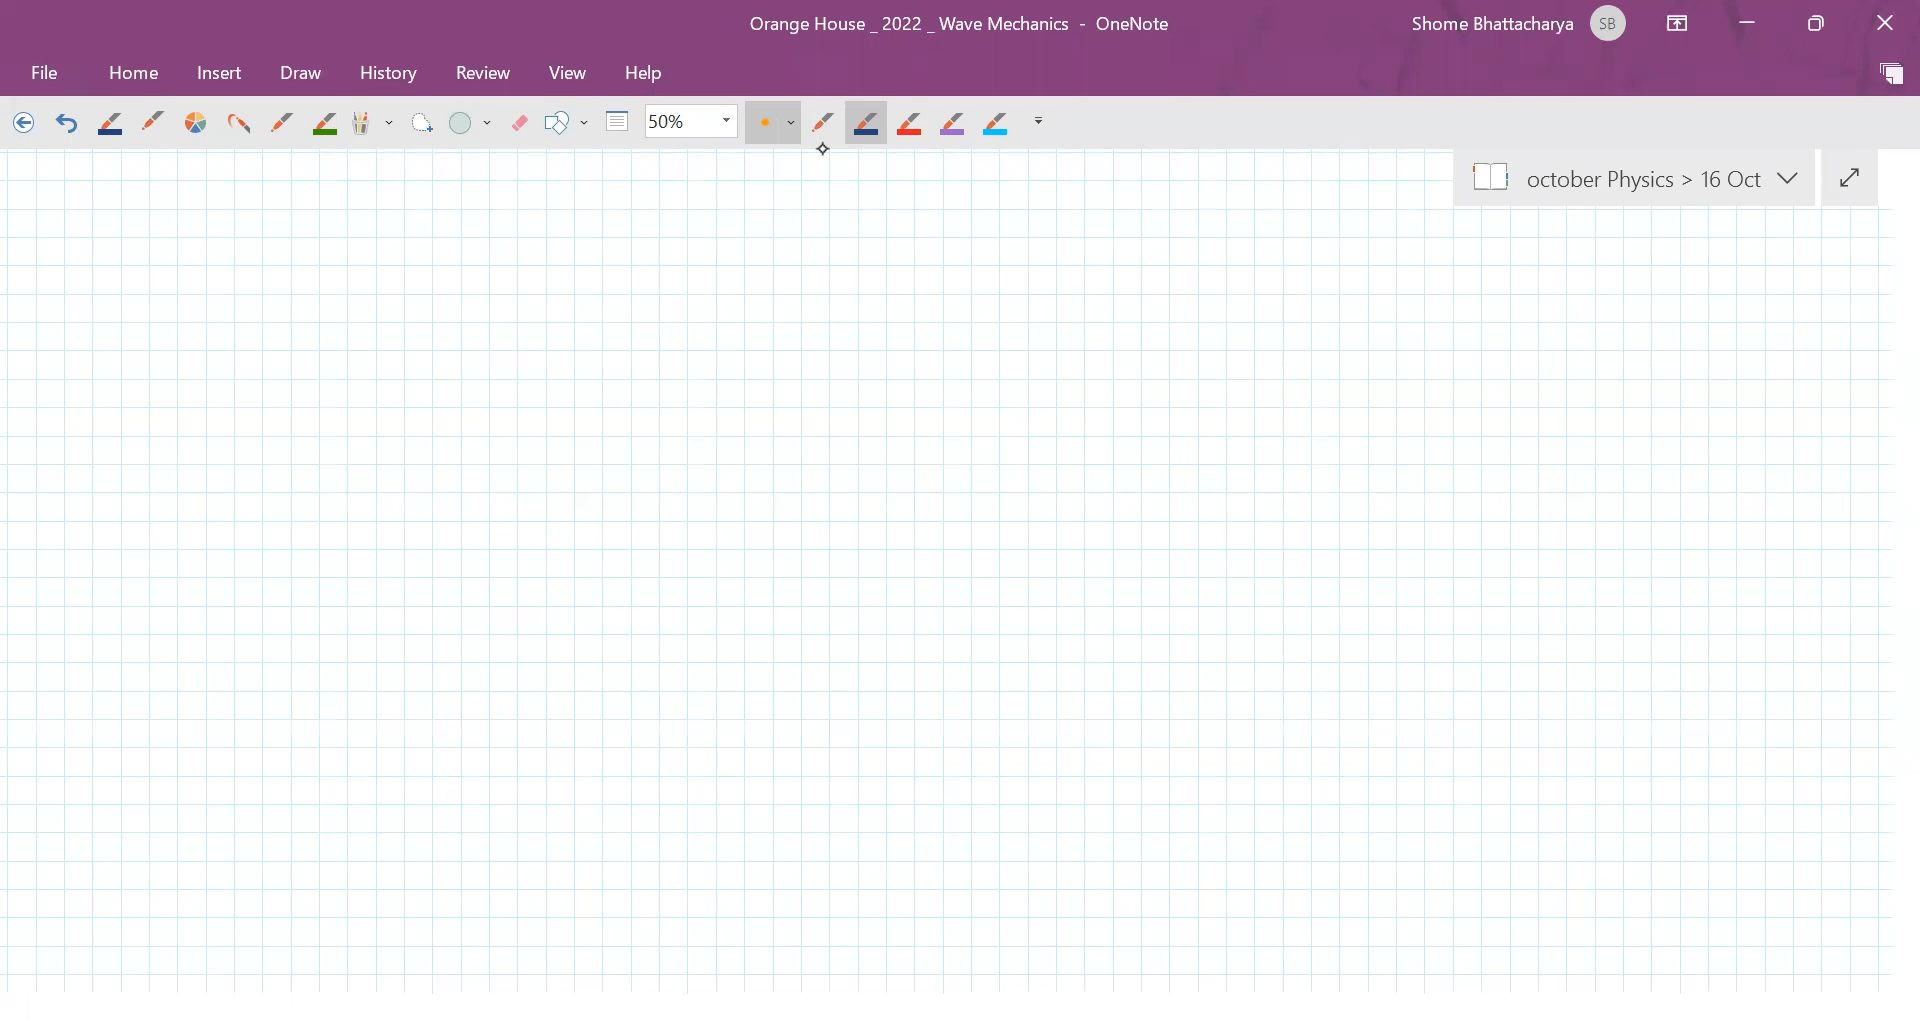 Orange House _ 2022 _ Wave Mechanics - OneNote
Shome Bhattacharya SB
File Home Insert Draw History Review View Help
50%
october Physics > 16 Oct